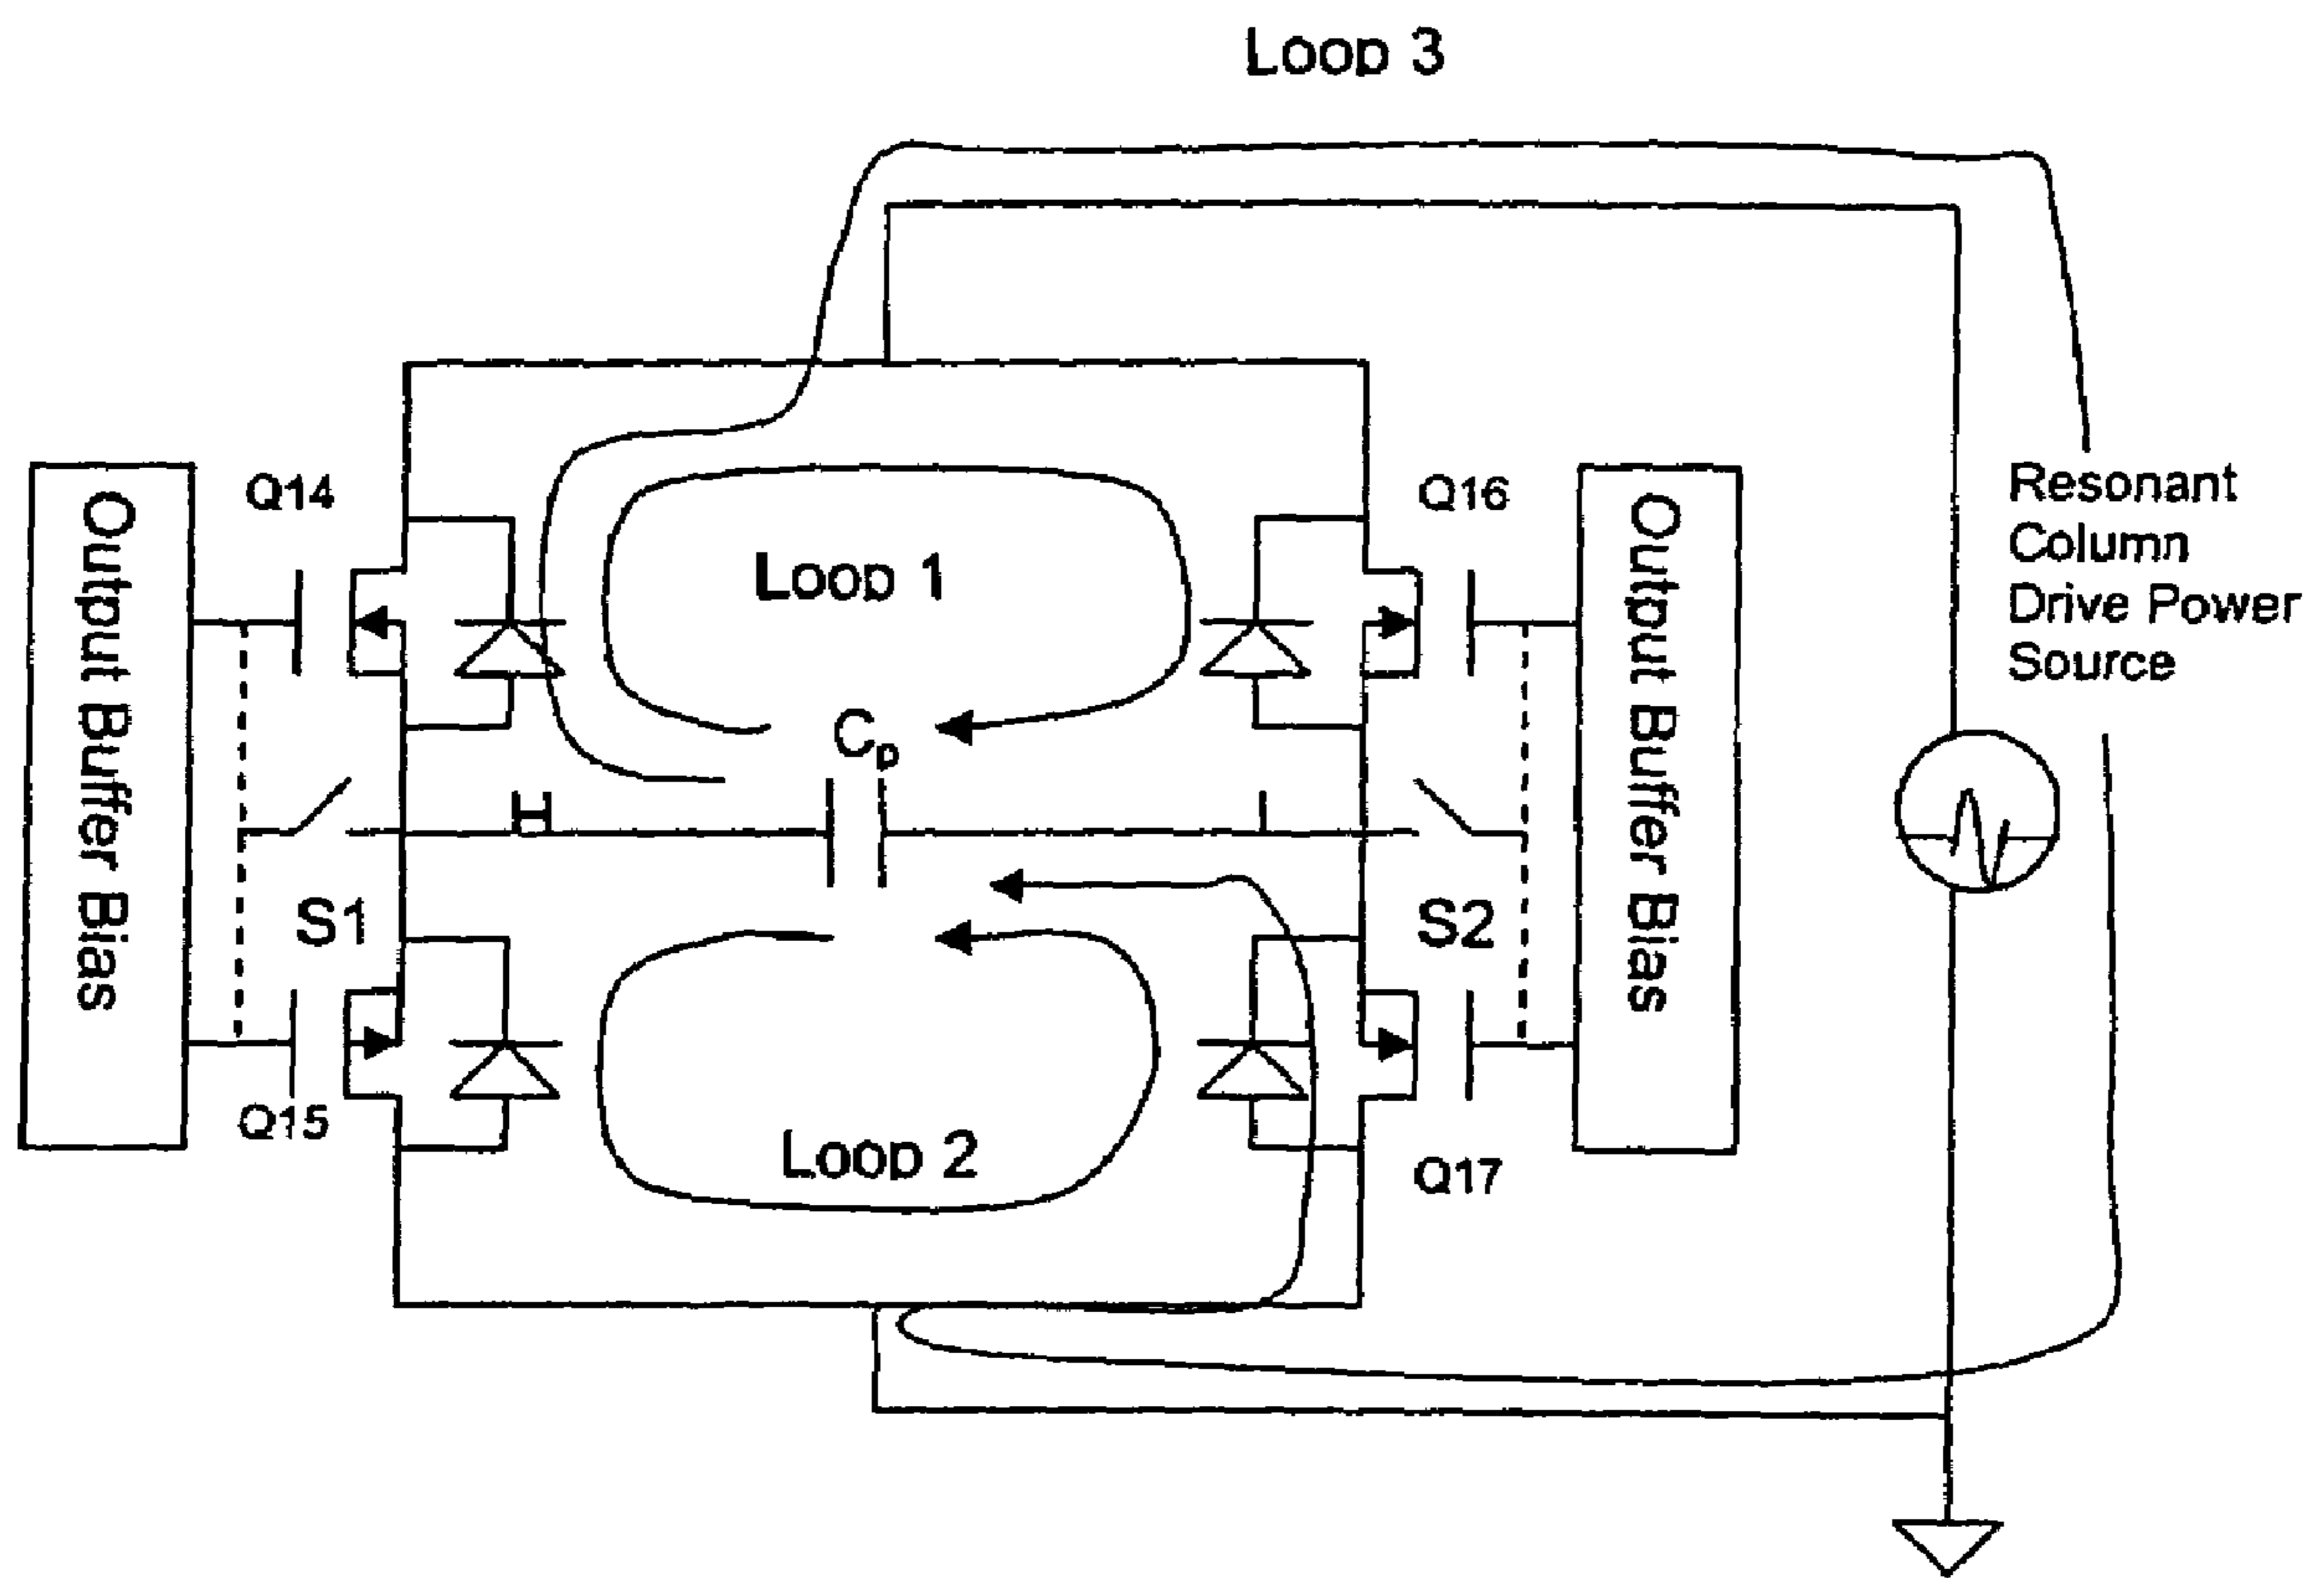 Loop 3
Output Buffer Bias
Q14
Loop 1
Q16
Output Buffer Bias
Resonant
Column
Drive Power
Source
Cp
S1
S2
Q15
Loop 2
Q17